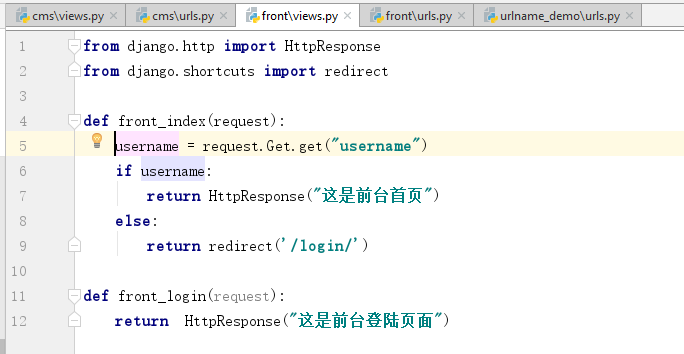 cms\views.py cms\urls.py front\views.py front\urls.py urlname_demo\urls.py
1 from django.http import HttpResponse
2 from django.shortcuts import redirect
3
4 def front_index(request):
5 username = request.Get.get("username")
6 if username:
7 return HttpResponse("这是前台首页")
8 else:
9 return redirect('/login/')
10
11 def front_login(request):
12 return HttpResponse("这是前台登陆页面")